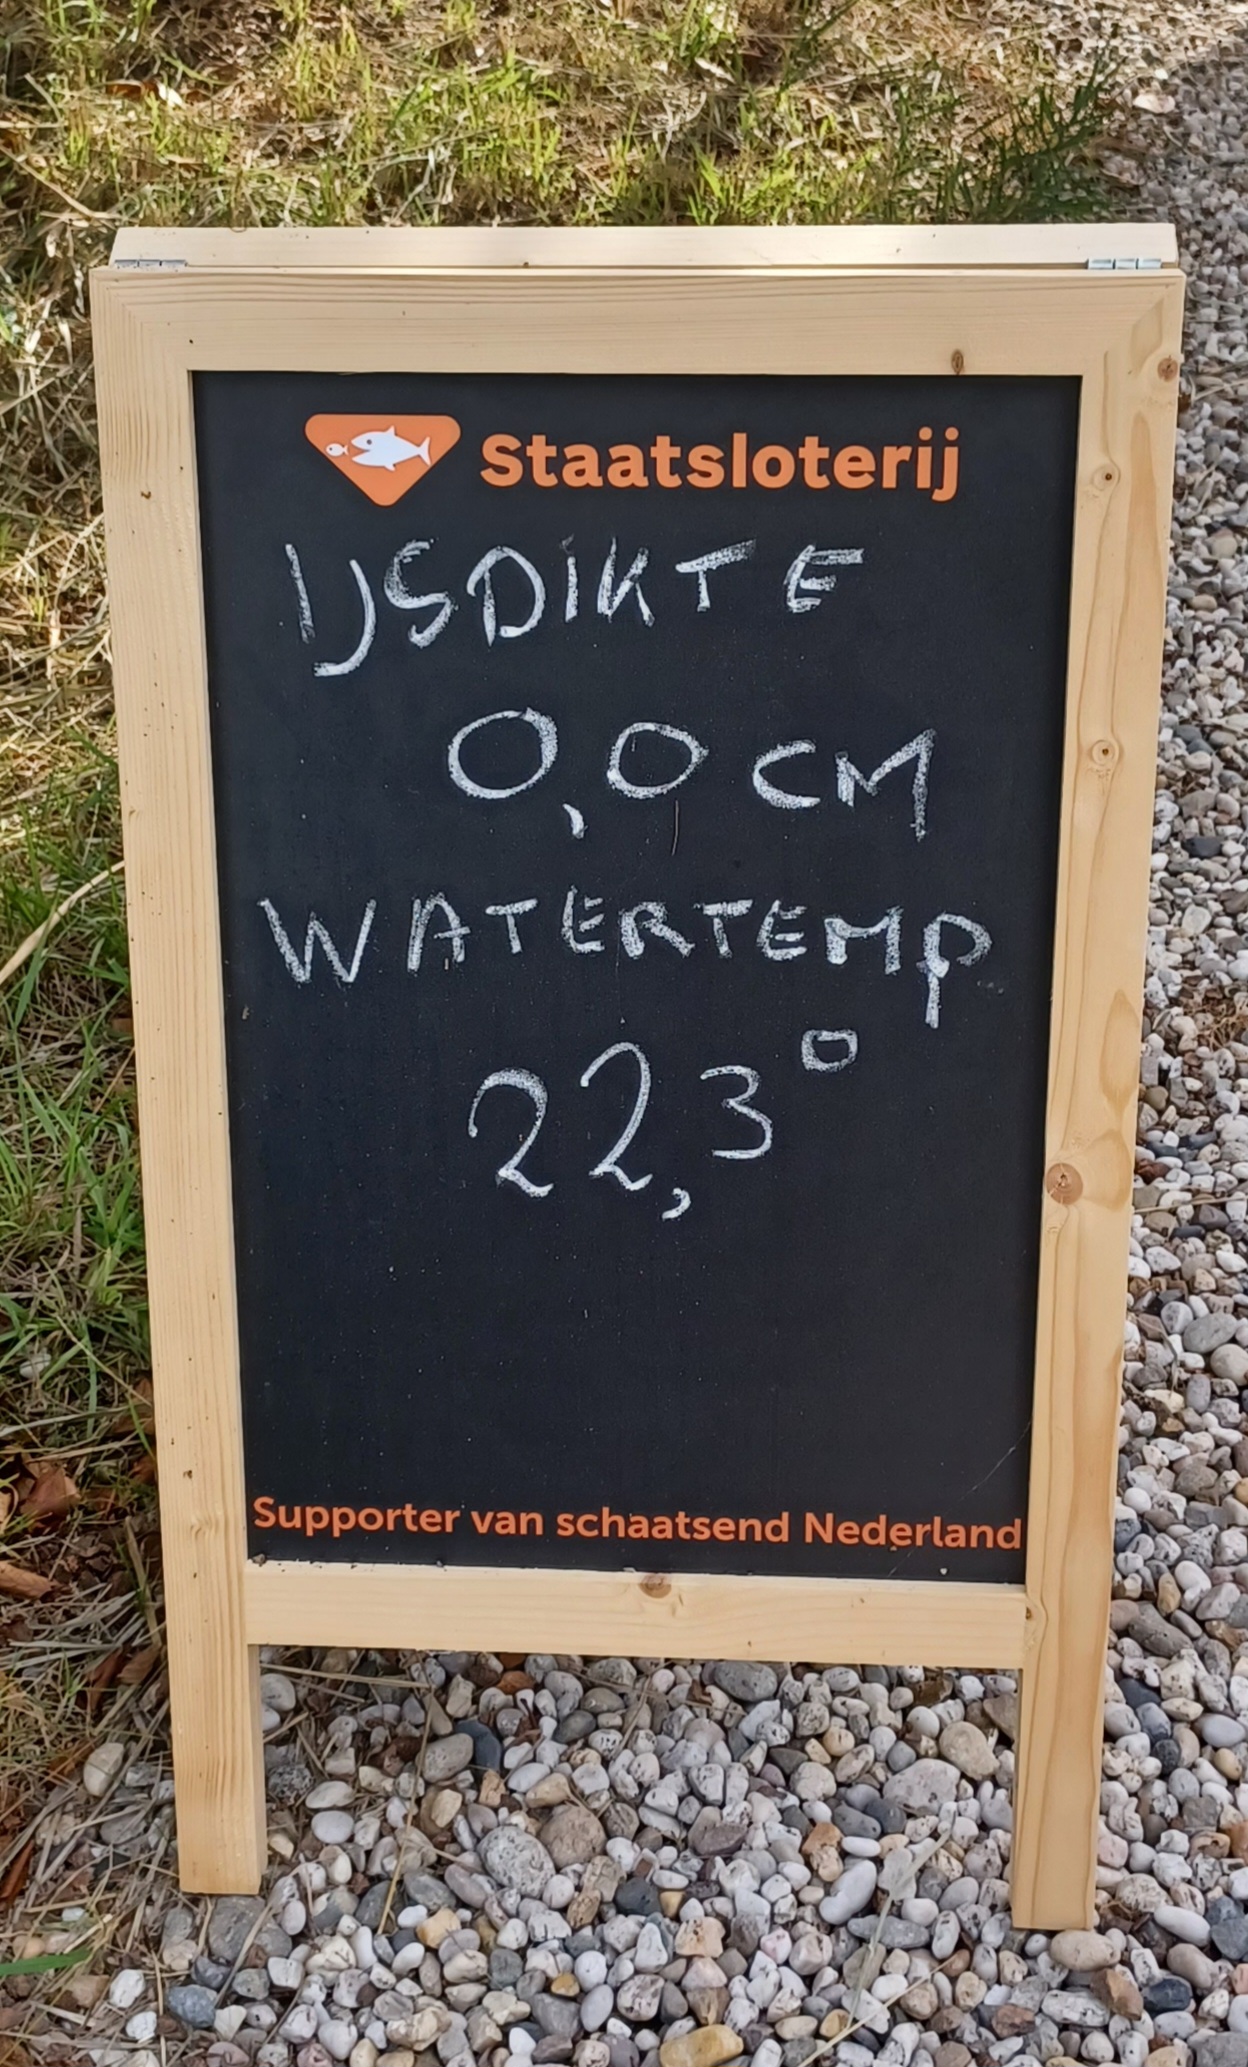 Staatsloterij
IJSDIKTE
0,0 CM
WATERTEMP
22,3°
Supporter van schaatsend Nederland